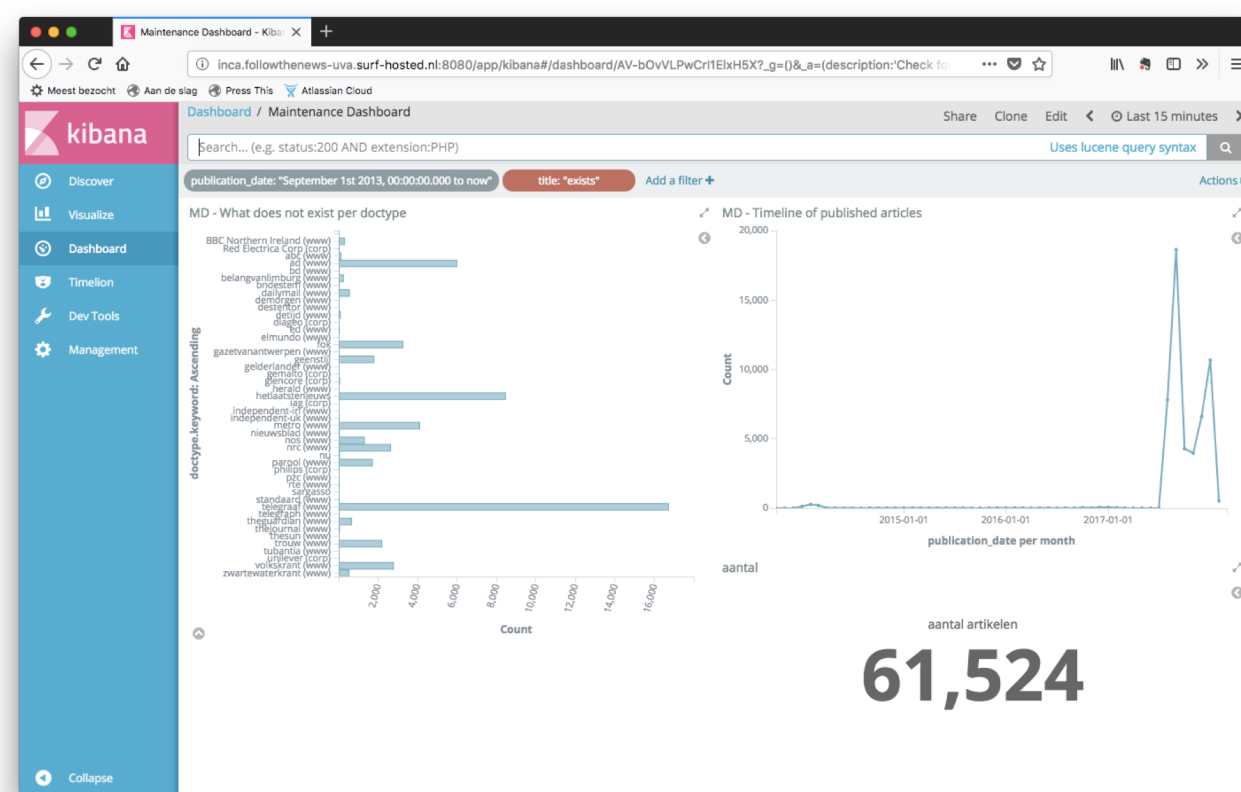 Maintenance Dashboard - Kiba
inca.followthenews-uva.surf-hosted.nl:8080/app/kibana#/dashboard/AV-bOvVLPwCrl1ElxH5X?_g=()&_a=(description:'Check fo
Meest bezocht Aan de slag Press This Atlassian Cloud
kibana
Dashboard / Maintenance Dashboard
Share Clone Edit Last 15 minutes
Search... (e.g. status:200 AND extension:PHP)
Uses lucene query syntax
publication_date: "September 1st 2013, 00:00:00.000 to now" title: "exists" Add a filter +
Actions
Discover
Visualize
Dashboard
Timelion
Dev Tools
Management
Collapse
MD - What does not exist per doctype
doctype.keyword: Ascending
BBC Northern Ireland (www)
Red Electrica Corp (corp)
abc (www)
ad (www)
bd (www)
belangvanlimburg (www)
bndestem (www)
dailymail (www)
demorgen (www)
destentor (www)
detijd (www)
diageo (corp)
ed (www)
elmundo (www)
fok
gazetvanantwerpen (www)
geenstijl
gelderlander (www)
gemalto (corp)
glencore (corp)
herald (www)
hetlaatstenieuws
iag (corp)
independent-irl (www)
independent-uk (www)
metro (www)
nieuwsblad (www)
nos (www)
nrc (www)
nu
parool (www)
philips (corp)
pzc (www)
rte (www)
sargasso
standaard (www)
telegraaf (www)
telegraph (www)
theguardian (www)
thejournal (www)
thesun (www)
trouw (www)
tubantia (www)
unilever (corp)
volkskrant (www)
zwartewaterkrant (www)
2,000 4,000 6,000 8,000 10,000 12,000 14,000 16,000
Count
MD - Timeline of published articles
Count
20,000
15,000
10,000
5,000
0
2015-01-01 2016-01-01 2017-01-01
publication_date per month
aantal
aantal artikelen
61,524